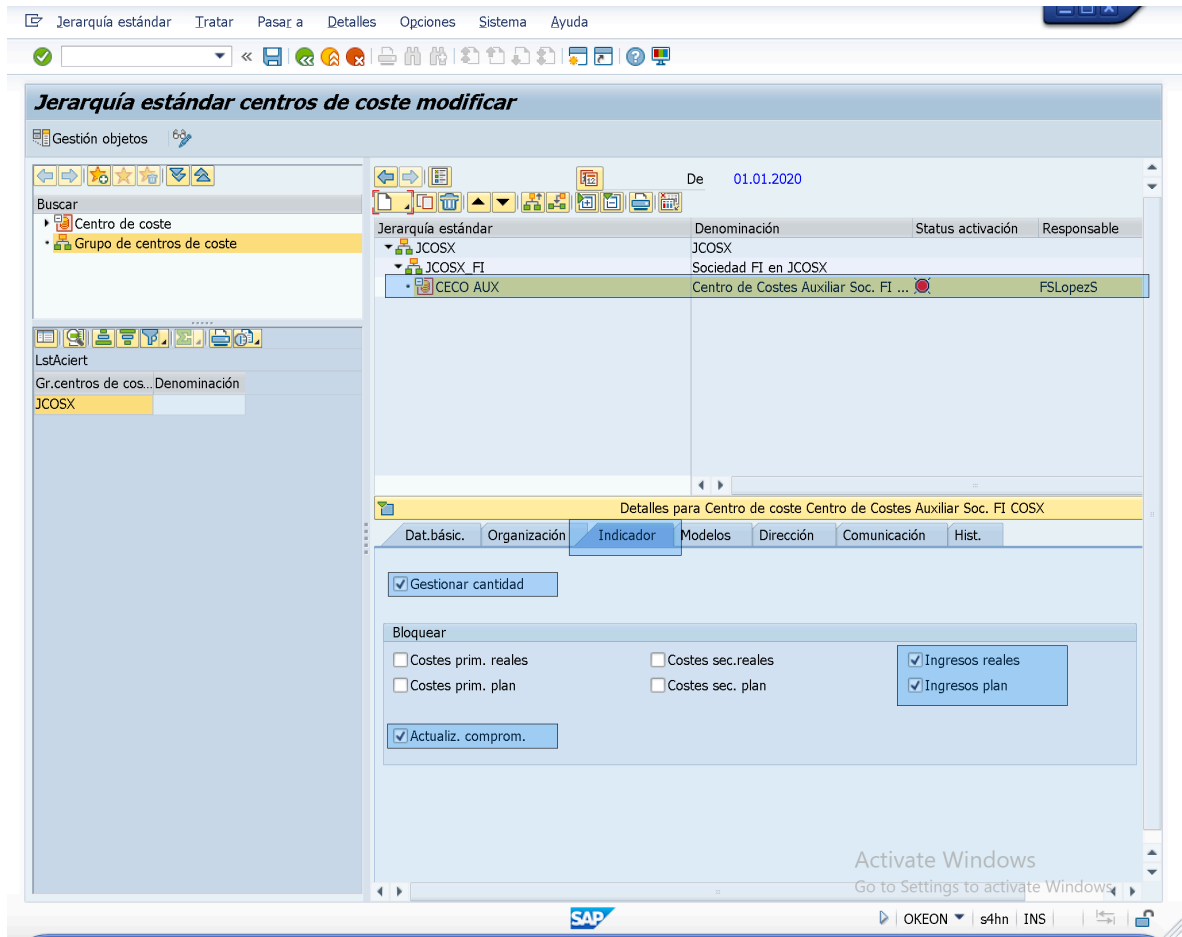 Jerarquía estándar Tratar Pasar a Detalles Opciones Sistema Ayuda
Jerarquía estándar centros de coste modificar
Gestión objetos
De 01.01.2020
Buscar
Centro de coste
Grupo de centros de coste
Jerarquía estándar Denominación Status activación Responsable
JCOSX JCOSX
JCOSX_FI Sociedad FI en JCOSX
CECO AUX Centro de Costes Auxiliar Soc. FI ... FSLopezS
LstAciert
Gr.centros de cos... Denominación
JCOSX
Detalles para Centro de coste Centro de Costes Auxiliar Soc. FI COSX
Dat.básic. Organización Indicador Modelos Dirección Comunicación Hist.
Gestionar cantidad
Bloquear
Costes prim. reales Costes sec.reales Ingresos reales
Costes prim. plan Costes sec. plan Ingresos plan
Actualiz. comprom.
Activate Windows
Go to Settings to activate Windows.
SAP OKEON s4hn INS